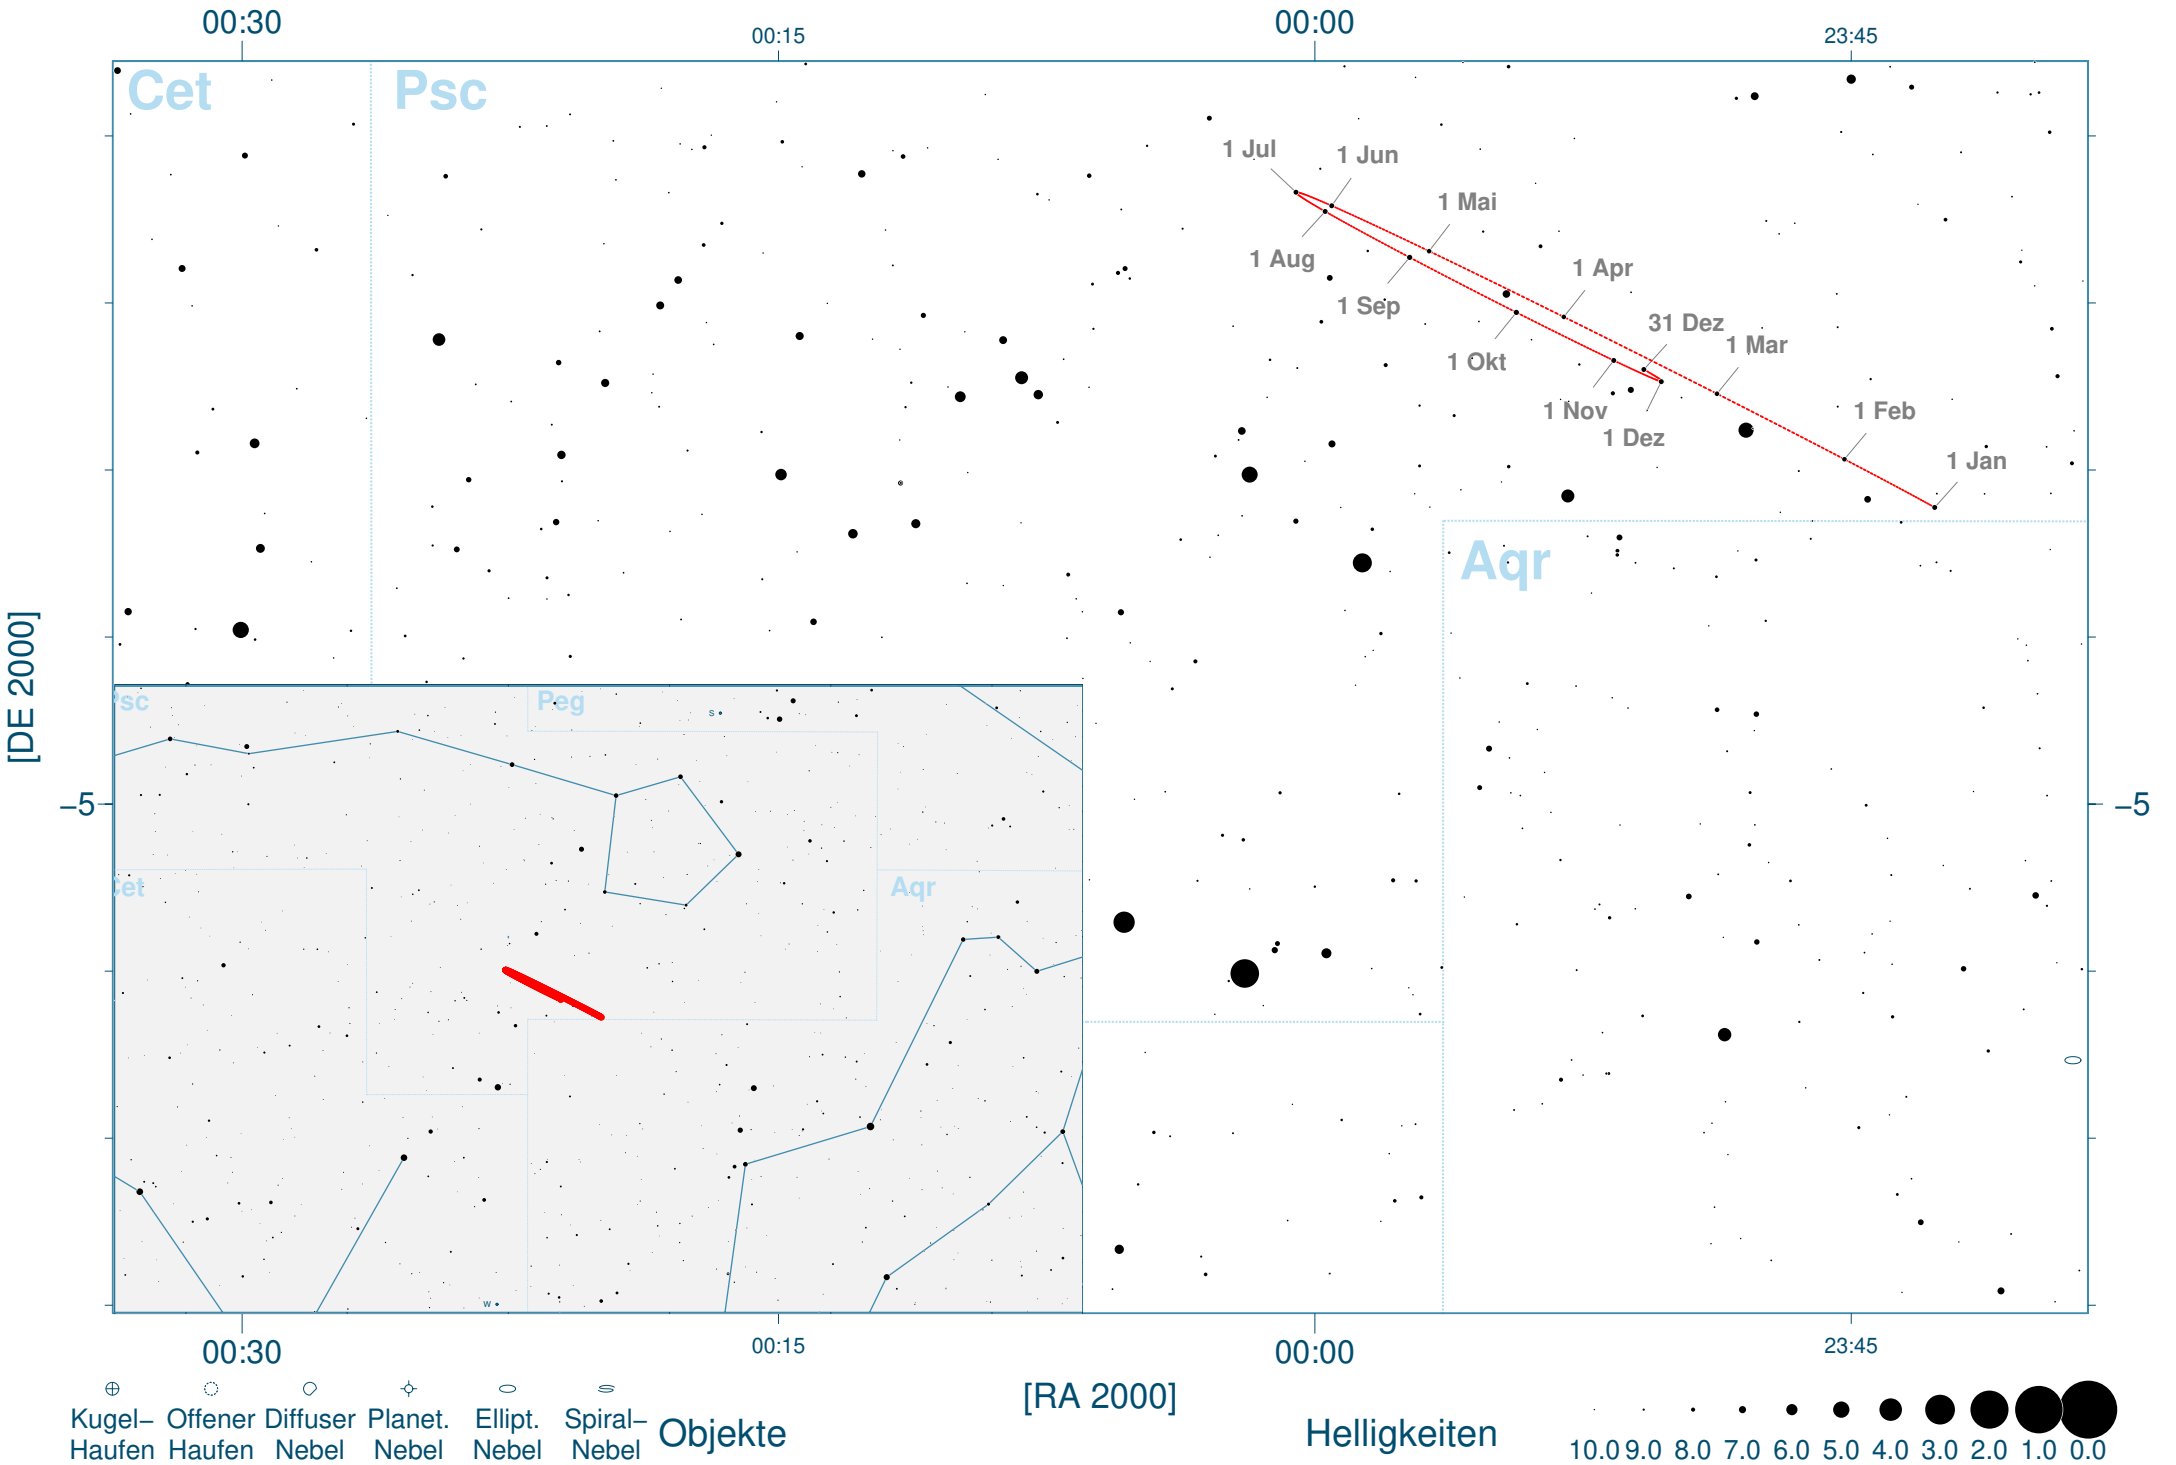 00:30
00:15
00:00
23:45
Cet
Psc
1 Jul
1 Jun
1 Mai
1 Aug
1 Apr
1 Sep
31 Dez
1 Mar
1 Okt
1 Nov
1 Feb
1 Dez
1 Jan
Aqr
[DE 2000]
Psc
Peg
S
−5
−5
Cet
Aqr
W
00:30
00:15
00:00
23:45
[RA 2000]
Kugel−
Haufen
Offener
Haufen
Diffuser
Nebel
Planet.
Nebel
Ellipt.
Nebel
Spiral−
Nebel
Objekte
Helligkeiten
10.0 9.0 8.0 7.0 6.0 5.0 4.0 3.0 2.0 1.0 0.0